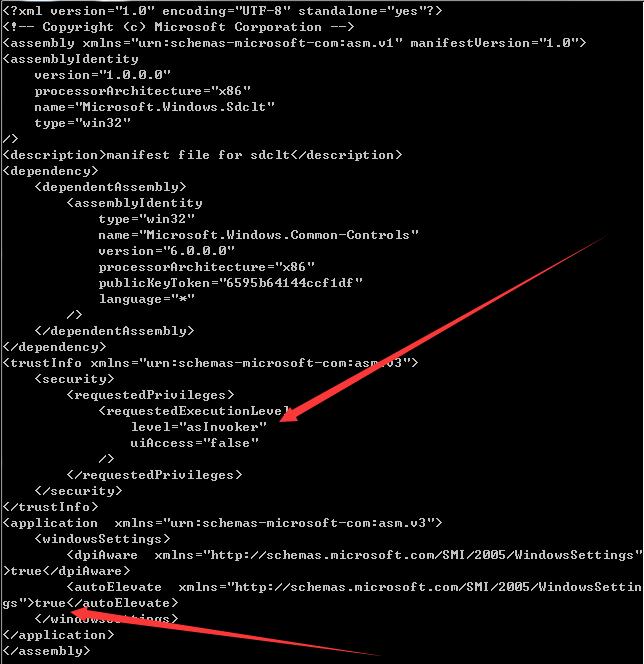 <?xml version="1.0" encoding="UTF-8" standalone="yes"?>
<!-- Copyright (c) Microsoft Corporation -->
<assembly xmlns="urn:schemas-microsoft-com:asm.v1" manifestVersion="1.0">
<assemblyIdentity
    version="1.0.0.0"
    processorArchitecture="x86"
    name="Microsoft.Windows.Sdclt"
    type="win32"
/>
<description>manifest file for sdclt</description>
<dependency>
    <dependentAssembly>
        <assemblyIdentity
            type="win32"
            name="Microsoft.Windows.Common-Controls"
            version="6.0.0.0"
            processorArchitecture="x86"
            publicKeyToken="6595b64144ccf1df"
            language="*"
        />
    </dependentAssembly>
</dependency>
<trustInfo xmlns="urn:schemas-microsoft-com:asm.v3">
    <security>
        <requestedPrivileges>
            <requestedExecutionLevel
                level="asInvoker"
                uiAccess="false"
            />
        </requestedPrivileges>
    </security>
</trustInfo>
<application  xmlns="urn:schemas-microsoft-com:asm.v3">
    <windowsSettings>
        <dpiAware  xmlns="http://schemas.microsoft.com/SMI/2005/WindowsSettings"
>true</dpiAware>
        <autoElevate  xmlns="http://schemas.microsoft.com/SMI/2005/WindowsSettin
gs">true</autoElevate>
    </windowsSettings>
</application>
</assembly>